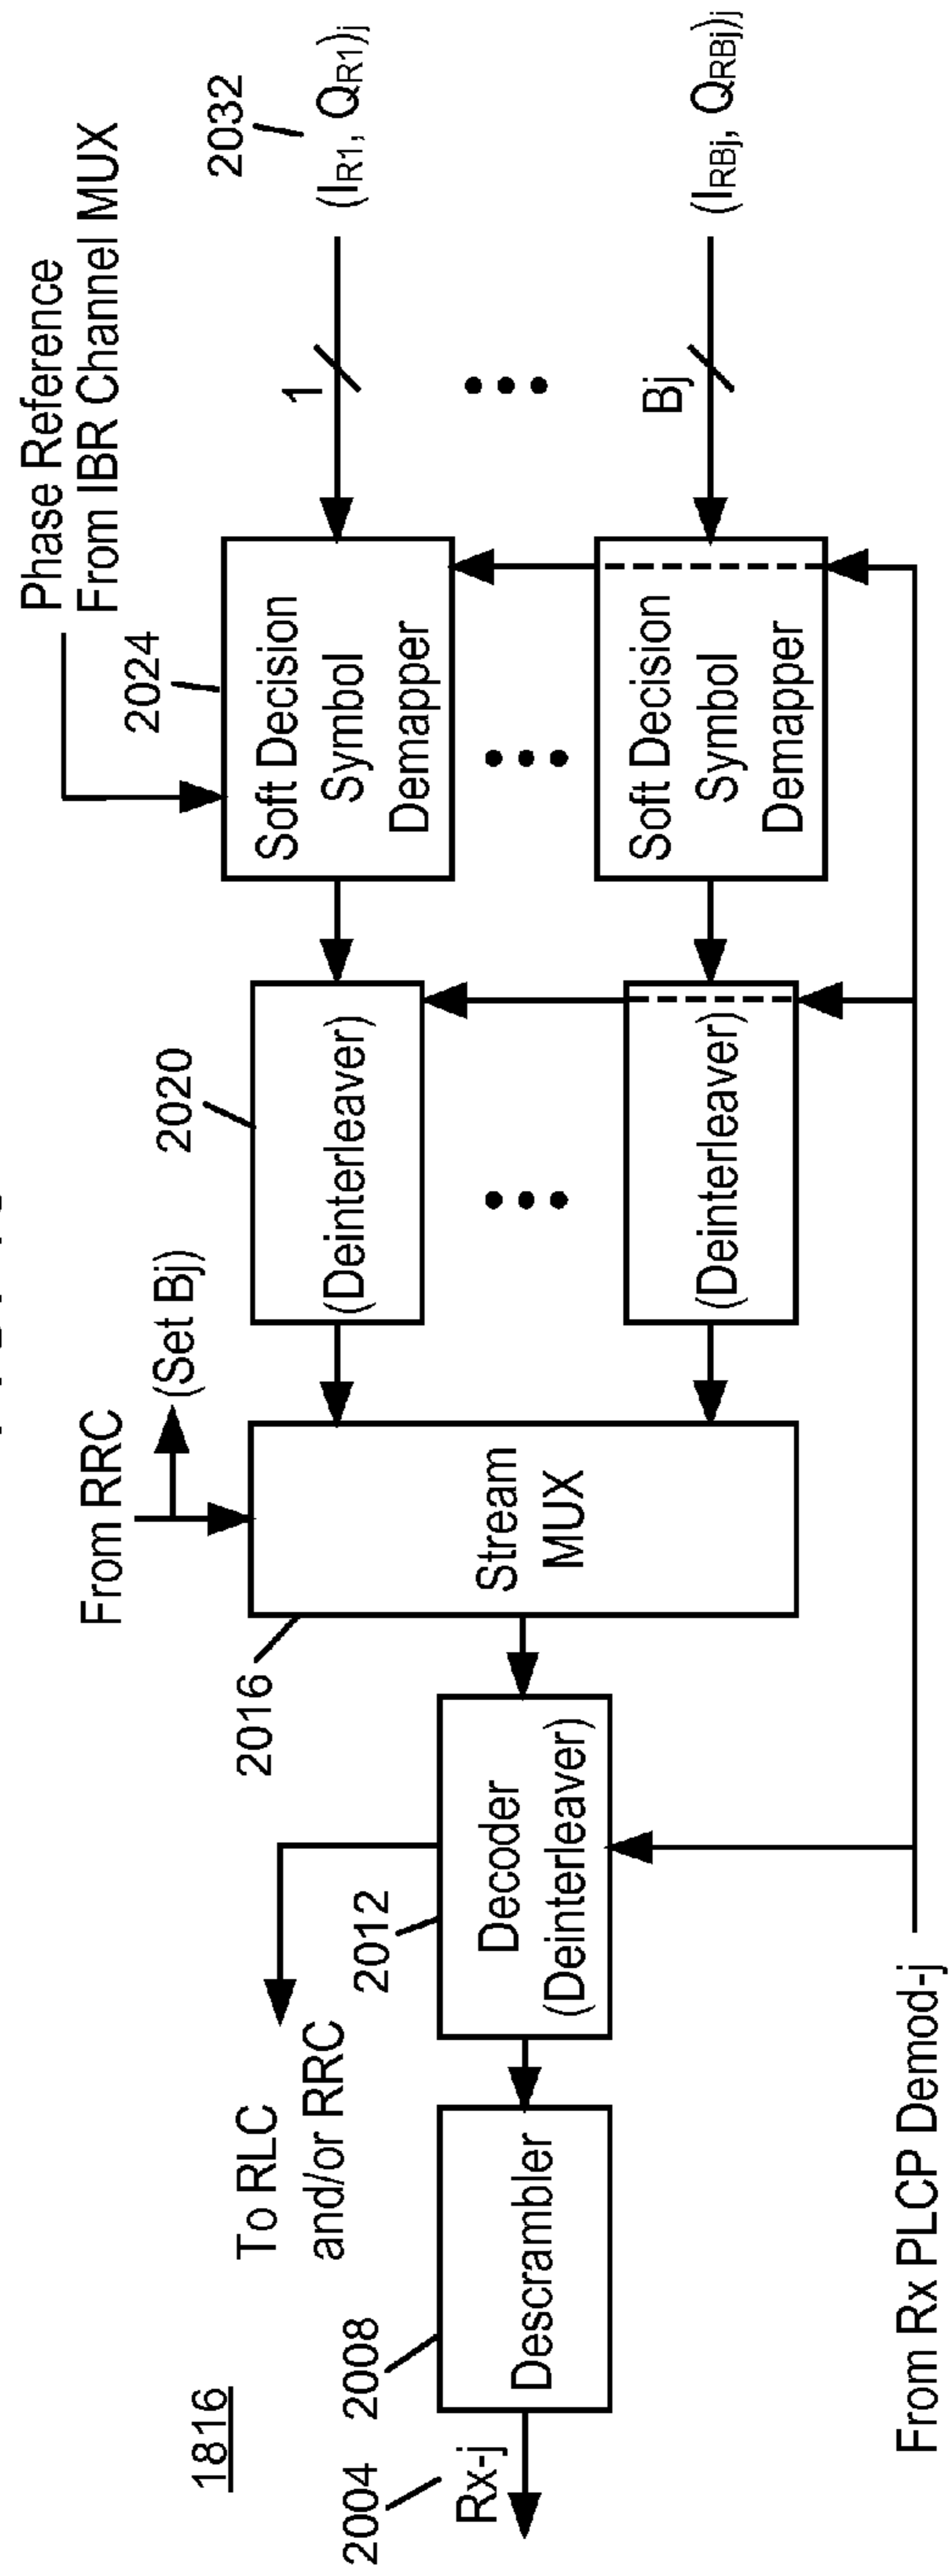 1816
2004
Rx-j
2008
Descrambler
To RLC
and/or RRC
2012
Decoder
(Deinterleaver)
2016
From RRC
(Set Bj)
Stream
MUX
2020
(Deinterleaver)
(Deinterleaver)
2024
Phase Reference
From IBR Channel MUX
Soft Decision
Symbol
Demapper
Soft Decision
Symbol
Demapper
1
Bj
2032
(IR1, QR1)j
(IRBj, QRBj)j
From Rx PLCP Demod-j